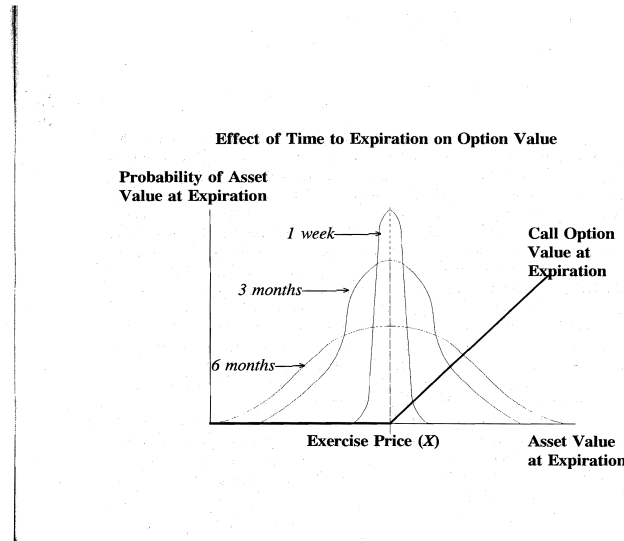 Effect of Time to Expiration on Option Value
Probability of Asset
Value at Expiration
1 week
Call Option
Value at
Expiration
3 months
6 months
Exercise Price (X)
Asset Value
at Expiration